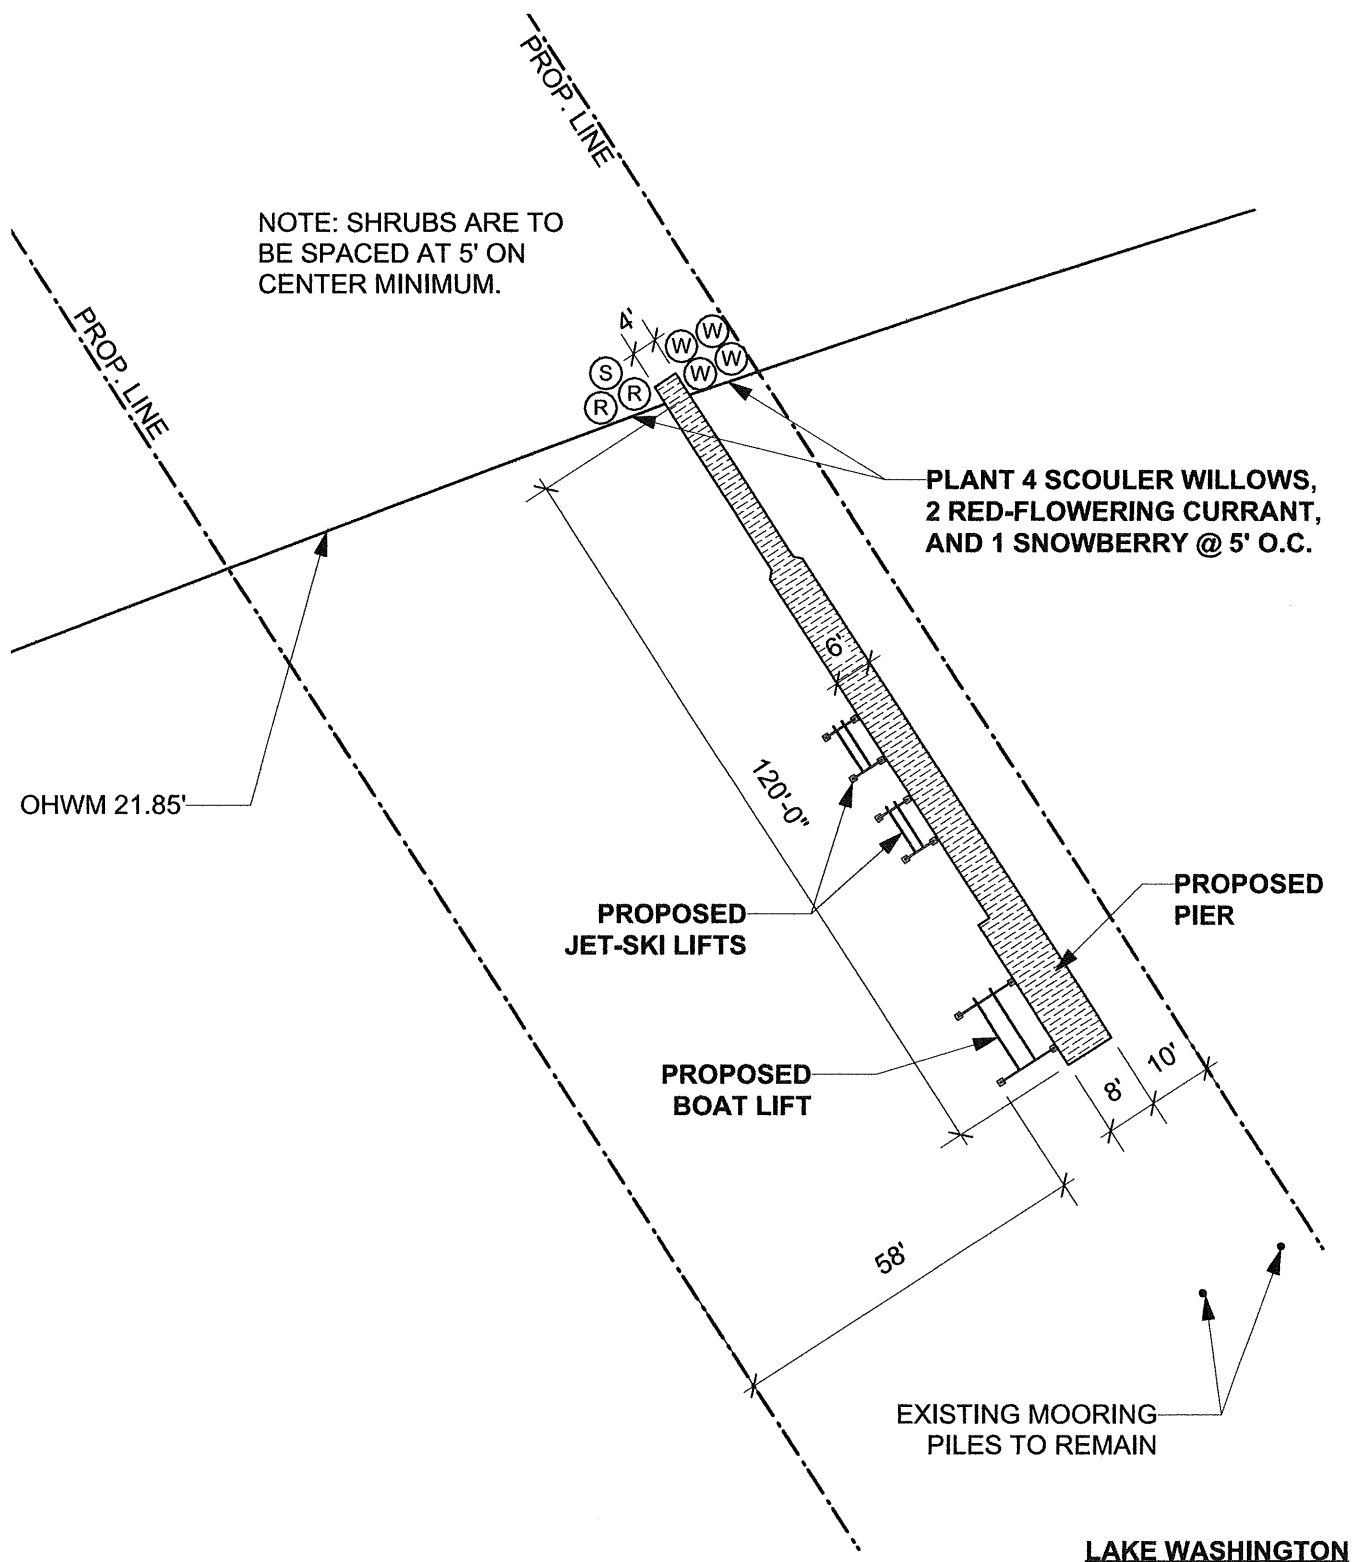 PROP. LINE
NOTE: SHRUBS ARE TO
BE SPACED AT 5' ON
CENTER MINIMUM.
PROP. LINE
4'
W
W
S
W
W
R
R
PLANT 4 SCOULER WILLOWS,
2 RED-FLOWERING CURRANT,
AND 1 SNOWBERRY @ 5' O.C.
6'
120'-0"
OHWM 21.85'
PROPOSED
JET-SKI LIFTS
PROPOSED
PIER
PROPOSED
BOAT LIFT
10'
8'
58'
EXISTING MOORING
PILES TO REMAIN
LAKE WASHINGTON